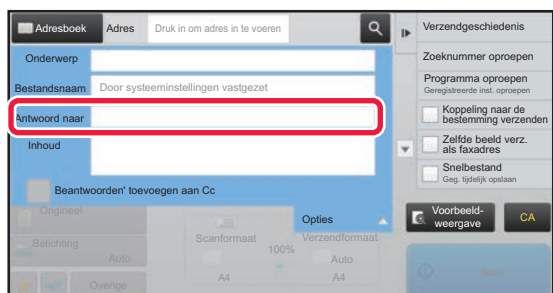 Adresboek
Adres
Druk in om adres in te voeren
Onderwerp
Bestandsnaam
Door systeeminstellingen vastgezet
Antwoord naar
Inhoud
Beantwoorden' toevoegen aan Cc
Opties
Origineel
Belichting
Auto
Overige
Scanformaat
A4
100%
Verzendformaat
Auto
A4
Verzendgeschiedenis
Zoeknummer oproepen
Programma oproepen
Geregistreerde inst. oproepen
Koppeling naar de
bestemming verzenden
Zelfde beeld verz.
als faxadres
Snelbestand
Geg. tijdelijk opslaan
Voorbeeld-
weergave
CA
Start